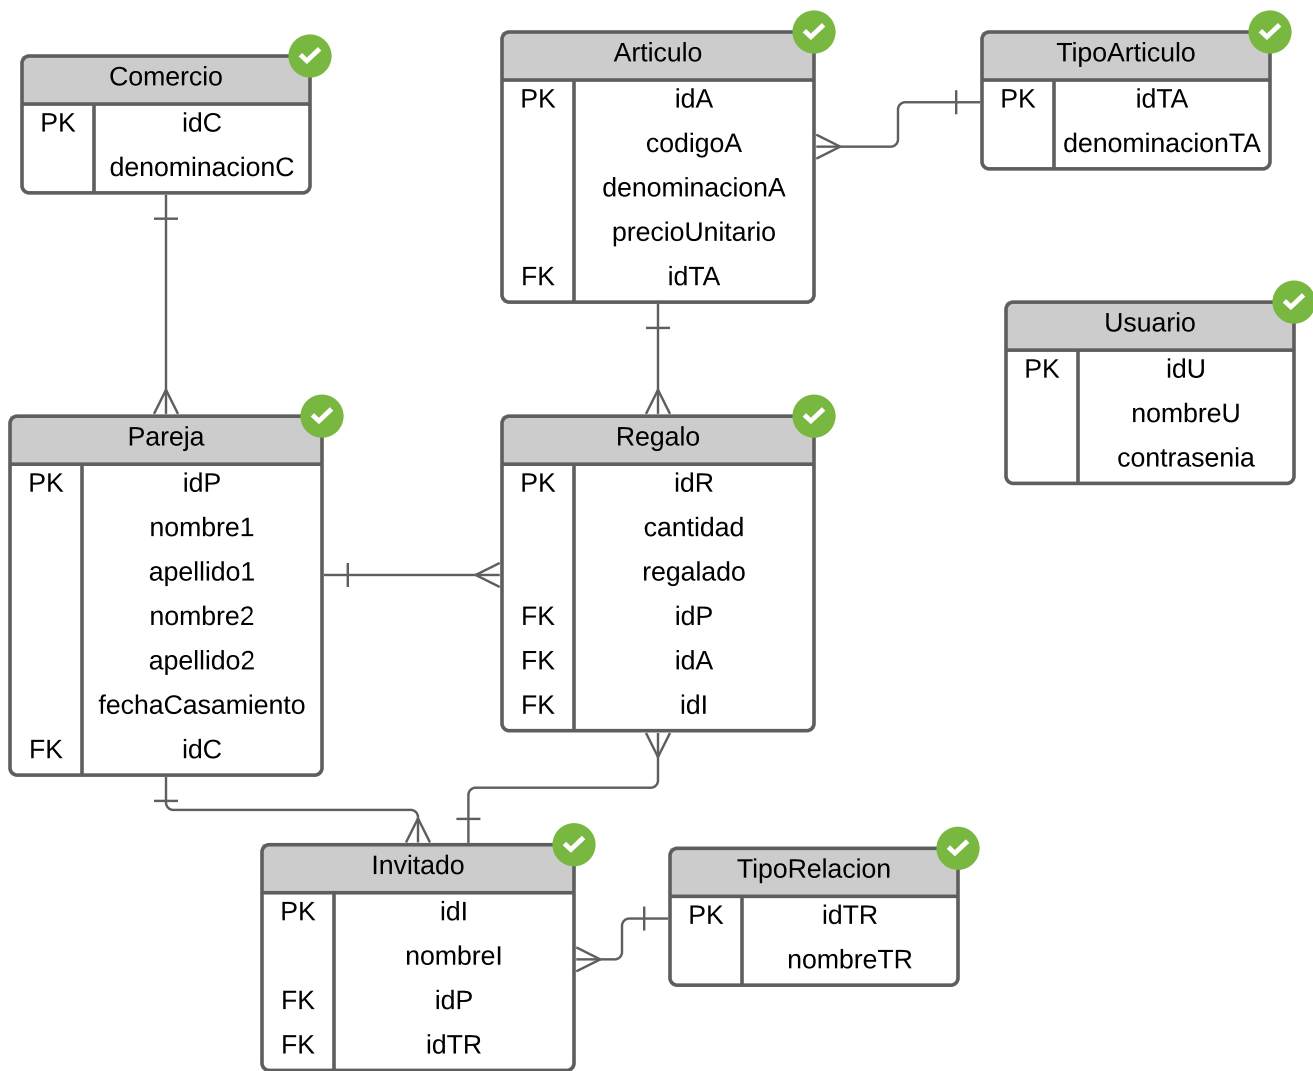 Comercio
PK idC
denominacionC
Articulo
PK idA
codigoA
denominacionA
precioUnitario
FK idTA
TipoArticulo
PK idTA
denominacionTA
Usuario
PK idU
nombreU
contrasenia
Pareja
PK idP
nombre1
apellido1
nombre2
apellido2
fechaCasamiento
FK idC
Regalo
PK idR
cantidad
regalado
FK idP
FK idA
FK idI
Invitado
PK idI
nombreI
FK idP
FK idTR
TipoRelacion
PK idTR
nombreTR